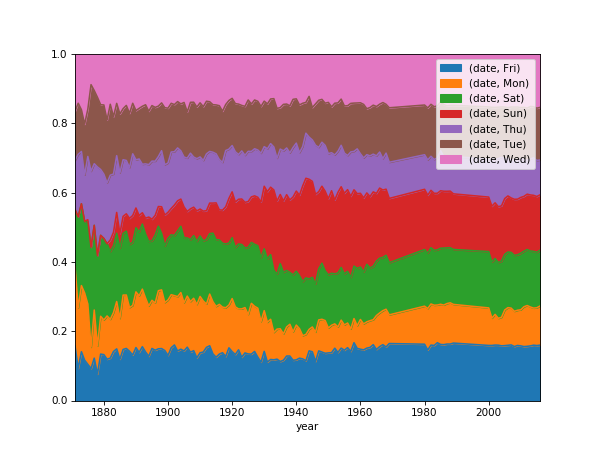 1.0
0.8
0.6
0.4
0.2
0.0
(date, Fri)
(date, Mon)
(date, Sat)
(date, Sun)
(date, Thu)
(date, Tue)
(date, Wed)
1880 1900 1920 1940 1960 1980 2000
year